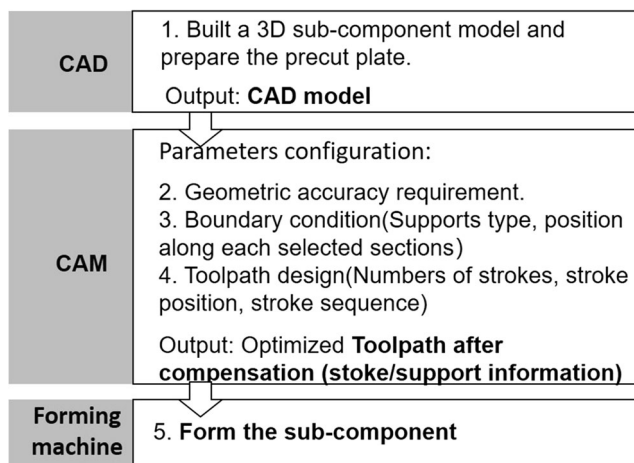 CAD
1. Built a 3D sub-component model and
prepare the precut plate.
Output: CAD model
CAM
Parameters configuration:
2. Geometric accuracy requirement.
3. Boundary condition(Supports type, position
along each selected sections)
4. Toolpath design(Numbers of strokes, stroke
position, stroke sequence)
Output: Optimized Toolpath after
compensation (stoke/support information)
Forming
machine
5. Form the sub-component